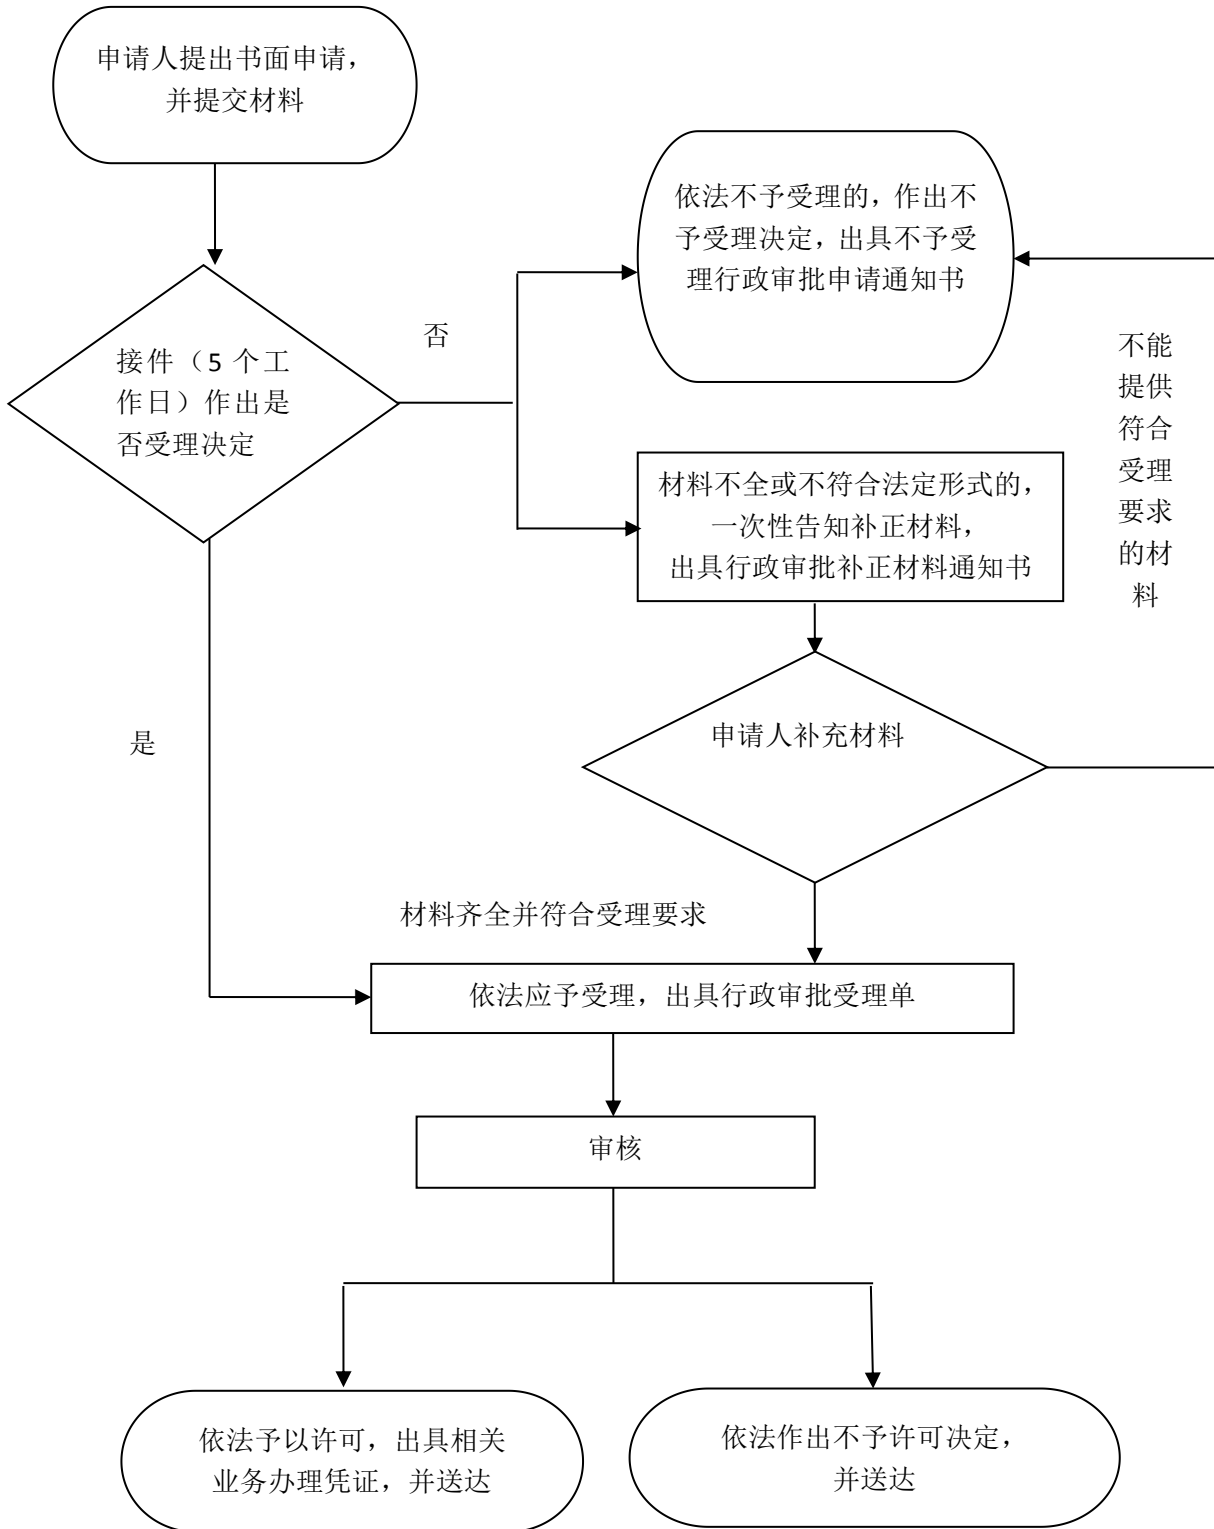 申请人提出书面申请，
并提交材料
依法不予受理的，作出不
予受理决定，出具不予受
理行政审批申请通知书
否
接件（5 个工
作日）作出是
否受理决定
不能
提供
符合
受理
要求
的材
料
材料不全或不符合法定形式的，
一次性告知补正材料，
出具行政审批补正材料通知书
是
申请人补充材料
材料齐全并符合受理要求
依法应予受理，出具行政审批受理单
审核
依法予以许可，出具相关
业务办理凭证，并送达
依法作出不予许可决定，
并送达